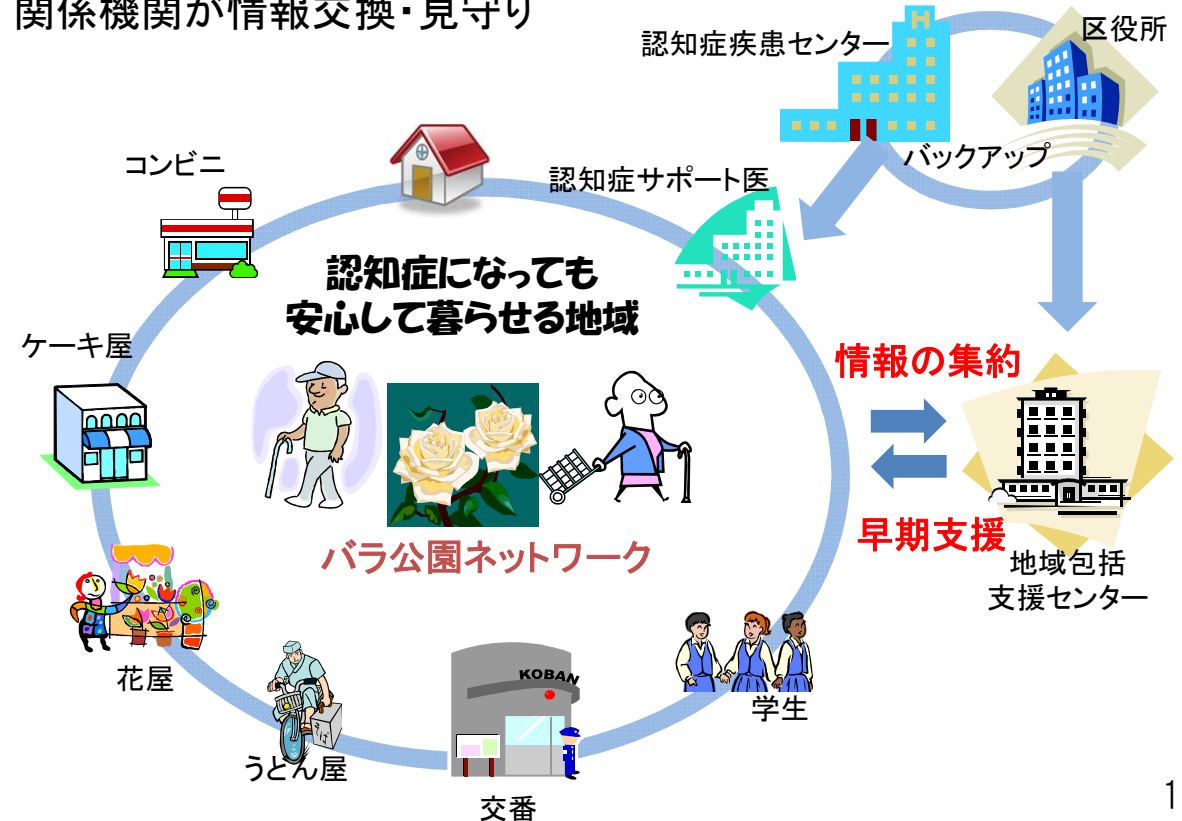 関係機関が情報交換・見守り
認知症疾患センター
区役所
バックアップ
コンビニ
認知症サポート医
認知症になっても
安心して暮らせる地域
ケーキ屋
情報の集約
早期支援
バラ公園ネットワーク
地域包括
支援センター
花屋
うどん屋
そば
KOBAN
交番
学生
H
1